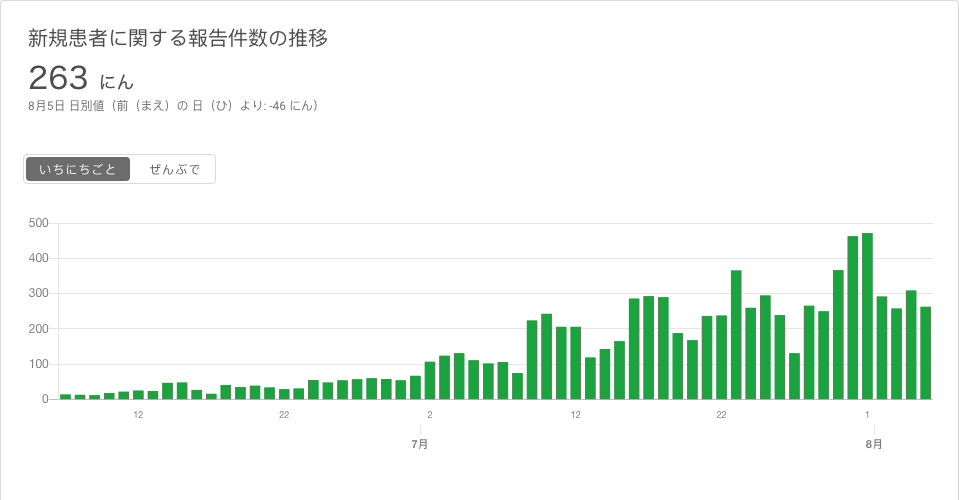 新規患者に関する報告件数の推移
263 にん
8月5日 日別値（前（まえ）の 日（ひ）より: -46 にん）
いちにちごと ぜんぶで
500
400
300
200
100
0
12 22 2 12 22 1
7月 8月